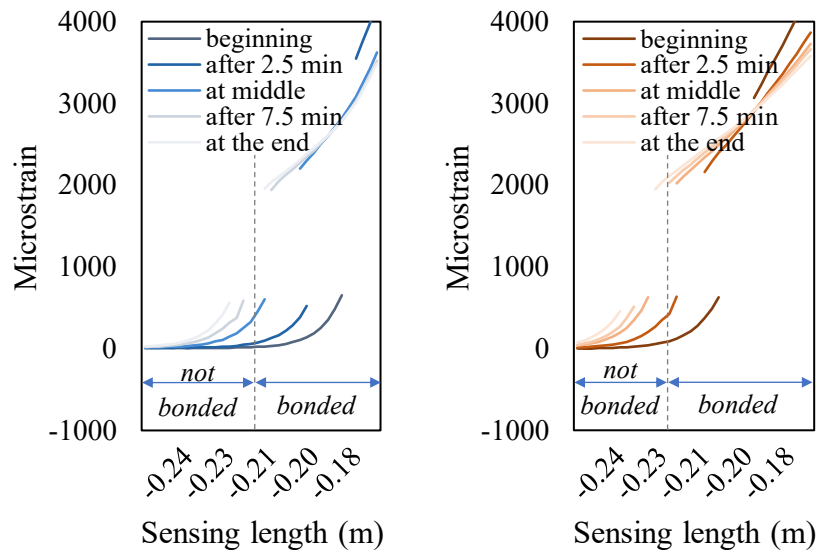 4000
3000
2000
1000
0
-1000
Microstrain
beginning
after 2.5 min
at middle
after 7.5 min
at the end
not
bonded
bonded
-0.24
-0.23
-0.21
-0.20
-0.18
Sensing length (m)
4000
3000
2000
1000
0
-1000
Microstrain
beginning
after 2.5 min
at middle
after 7.5 min
at the end
not
bonded
bonded
-0.24
-0.23
-0.21
-0.20
-0.18
Sensing length (m)